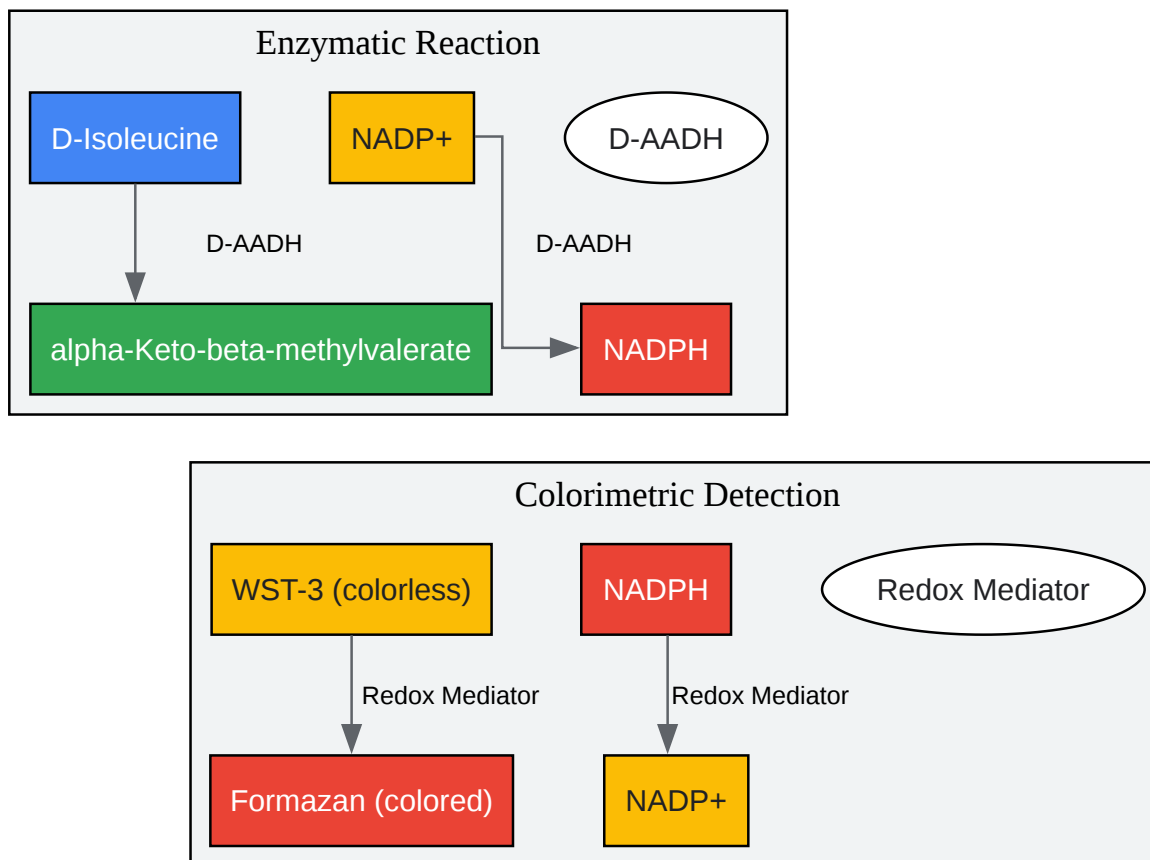 Enzymatic Reaction
D-Isoleucine
NADP+
D-AADH
D-AADH
D-AADH
alpha-Keto-beta-methylvalerate
NADPH
Colorimetric Detection
WST-3 (colorless)
NADPH
Redox Mediator
Redox Mediator
Redox Mediator
Formazan (colored)
NADP+